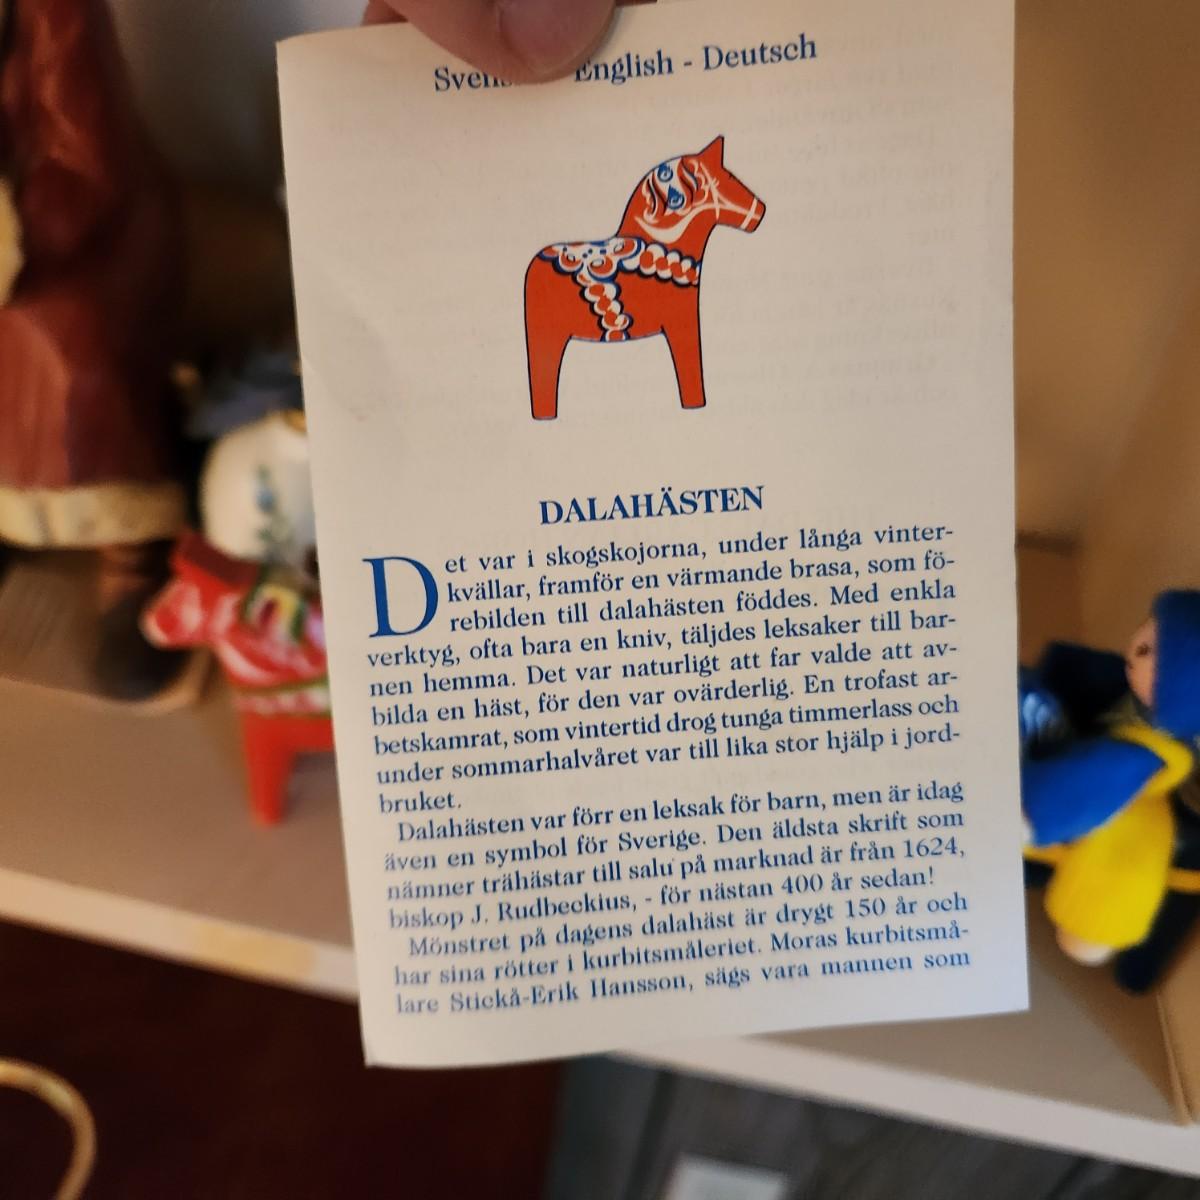 English - Deutsch
DALAHÄSTEN
Det var i skogskojorna, under långa vinter-
kvällar, framför en värmande brasa, som fö-
rebilden till dalahästen föddes. Med enkla
verktyg, ofta bara en kniv, täljdes leksaker till bar-
nen hemma. Det var naturligt att far valde att av-
bilda en häst, för den var ovärderlig. En trofast ar-
betskamrat, som vintertid drog tunga timmerlass och
under sommarhalvåret var till lika stor hjälp i jord-
bruket.
Dalahästen var förr en leksak för barn, men är idag
även en symbol för Sverige. Den äldsta skrift som
nämner trähästar till salu på marknad är från 1624,
biskop J. Rudbeckius, - för nästan 400 år sedan!
Mönstret på dagens dalahäst är drygt 150 år och
har sina rötter i kurbitsmåleriet. Moras kurbitsmå-
lare Stickå-Erik Hansson, sägs vara mannen som